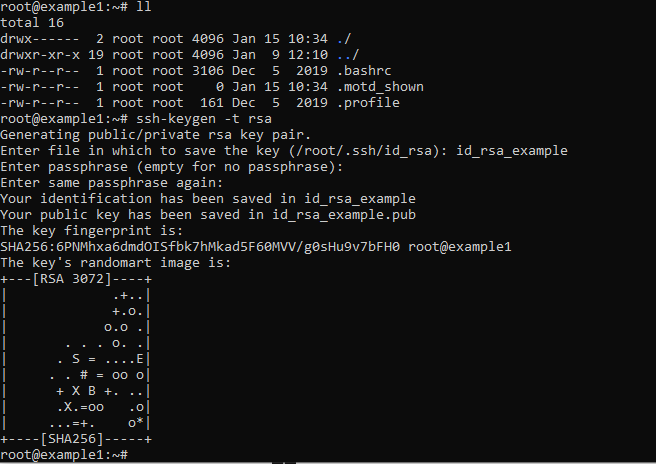 root@example1:~# ll
total 16
drwx------  2 root root 4096 Jan 15 10:34 ./
drwxr-xr-x 19 root root 4096 Jan  9 12:10 ../
-rw-r--r--  1 root root 3106 Dec  5  2019 .bashrc
-rw-r--r--  1 root root    0 Jan 15 10:34 .motd_shown
-rw-r--r--  1 root root  161 Dec  5  2019 .profile
root@example1:~# ssh-keygen -t rsa
Generating public/private rsa key pair.
Enter file in which to save the key (/root/.ssh/id_rsa): id_rsa_example
Enter passphrase (empty for no passphrase):
Enter same passphrase again:
Your identification has been saved in id_rsa_example
Your public key has been saved in id_rsa_example.pub
The key fingerprint is:
SHA256:6PNMhxa6dmdOISfbk7hMkad5F60MVV/g0sHu9v7bFH0 root@example1
The key's randomart image is:
+---[RSA 3072]----+
|             .+..|
|             +.o.|
|            o.o .|
|       . . . o. .|
|      . S = ....E|
|     . . # = oo o|
|      + X B +. ..|
|      .X.=oo   .o|
|     ...=+.    o*|
+----[SHA256]-----+
root@example1:~#